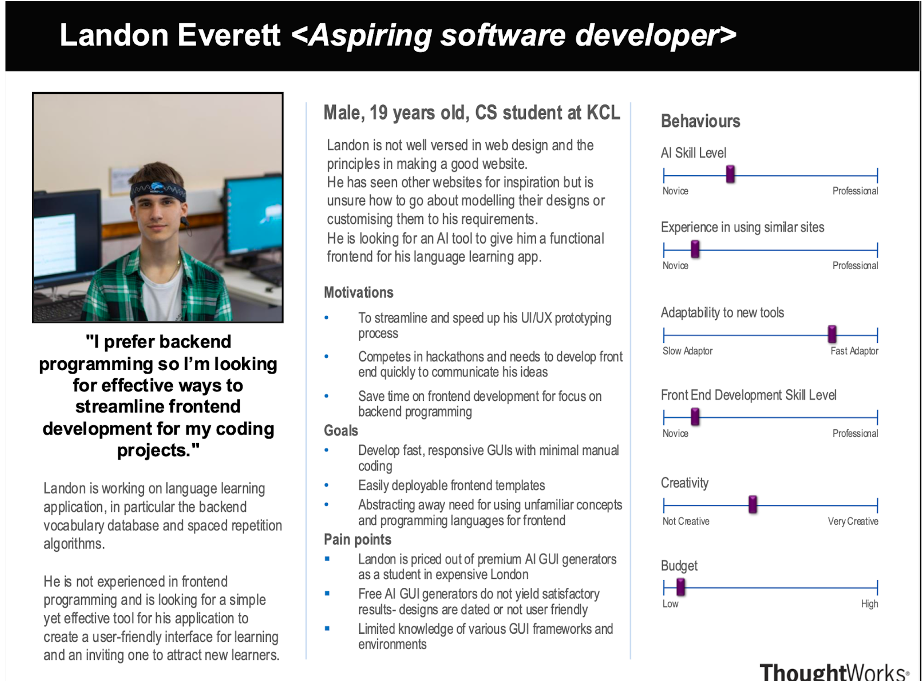 Landon Everett <Aspiring software developer>
"I prefer backend
programming so I'm looking
for effective ways to
streamline frontend
development for my coding
projects."
Landon is working on language learning
application, in particular the backend
vocabulary database and spaced repetition
algorithms.
He is not experienced in frontend
programming and is looking for a simple
yet effective tool for his application to
create a user-friendly interface for learning
and an inviting one to attract new learners.
Male, 19 years old, CS student at KCL
Landon is not well versed in web design and the
principles in making a good website.
He has seen other websites for inspiration but is
unsure how to go about modelling their designs or
customising them to his requirements.
He is looking for an AI tool to give him a functional
frontend for his language learning app.
Motivations
• To streamline and speed up his UI/UX prototyping
process
• Competes in hackathons and needs to develop front
end quickly to communicate his ideas
• Save time on frontend development for focus on
backend programming
Goals
• Develop fast, responsive GUIs with minimal manual
coding
• Easily deployable frontend templates
• Abstracting away need for using unfamiliar concepts
and programming languages for frontend
Pain points
▪ Landon is priced out of premium AI GUI generators
as a student in expensive London
▪ Free AI GUI generators do not yield satisfactory
results- designs are dated or not user friendly
▪ Limited knowledge of various GUI frameworks and
environments
Behaviours
AI Skill Level
Novice Professional
Experience in using similar sites
Novice Professional
Adaptability to new tools
Slow Adaptor Fast Adaptor
Front End Development Skill Level
Novice Professional
Creativity
Not Creative Very Creative
Budget
Low High
ThoughtWorks®